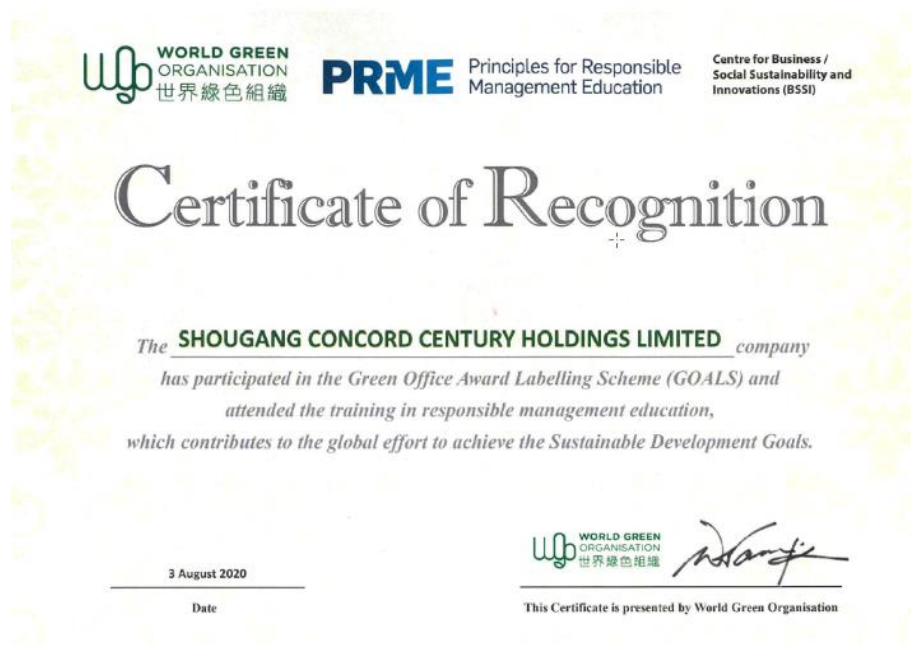 WORLD GREEN
ORGANISATION
世界綠色組織
PRME
Principles for Responsible
Management Education
Centre for Business /
Social Sustainability and
Innovations (BSSI)
Certificate of Recognition
The SHOUGANG CONCORD CENTURY HOLDINGS LIMITED company
has participated in the Green Office Award Labelling Scheme (GOALS) and
attended the training in responsible management education,
which contributes to the global effort to achieve the Sustainable Development Goals.
WORLD GREEN
ORGANISATION
世界綠色組織
3 August 2020
Date
This Certificate is presented by World Green Organisation